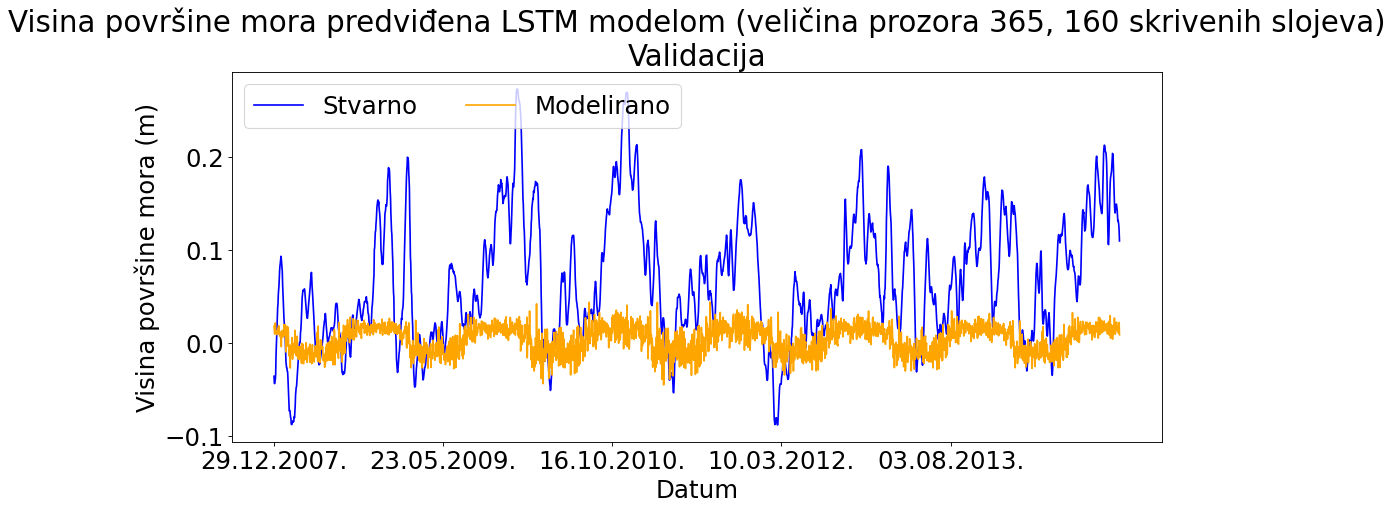 Visina površine mora predviđena LSTM modelom (veličina prozora 365, 160 skrivenih slojeva)
Validacija
Stvarno
Modelirano
Visina površine mora (m)
0.2
0.1
0.0
−0.1
29.12.2007.
23.05.2009.
16.10.2010.
10.03.2012.
03.08.2013.
Datum